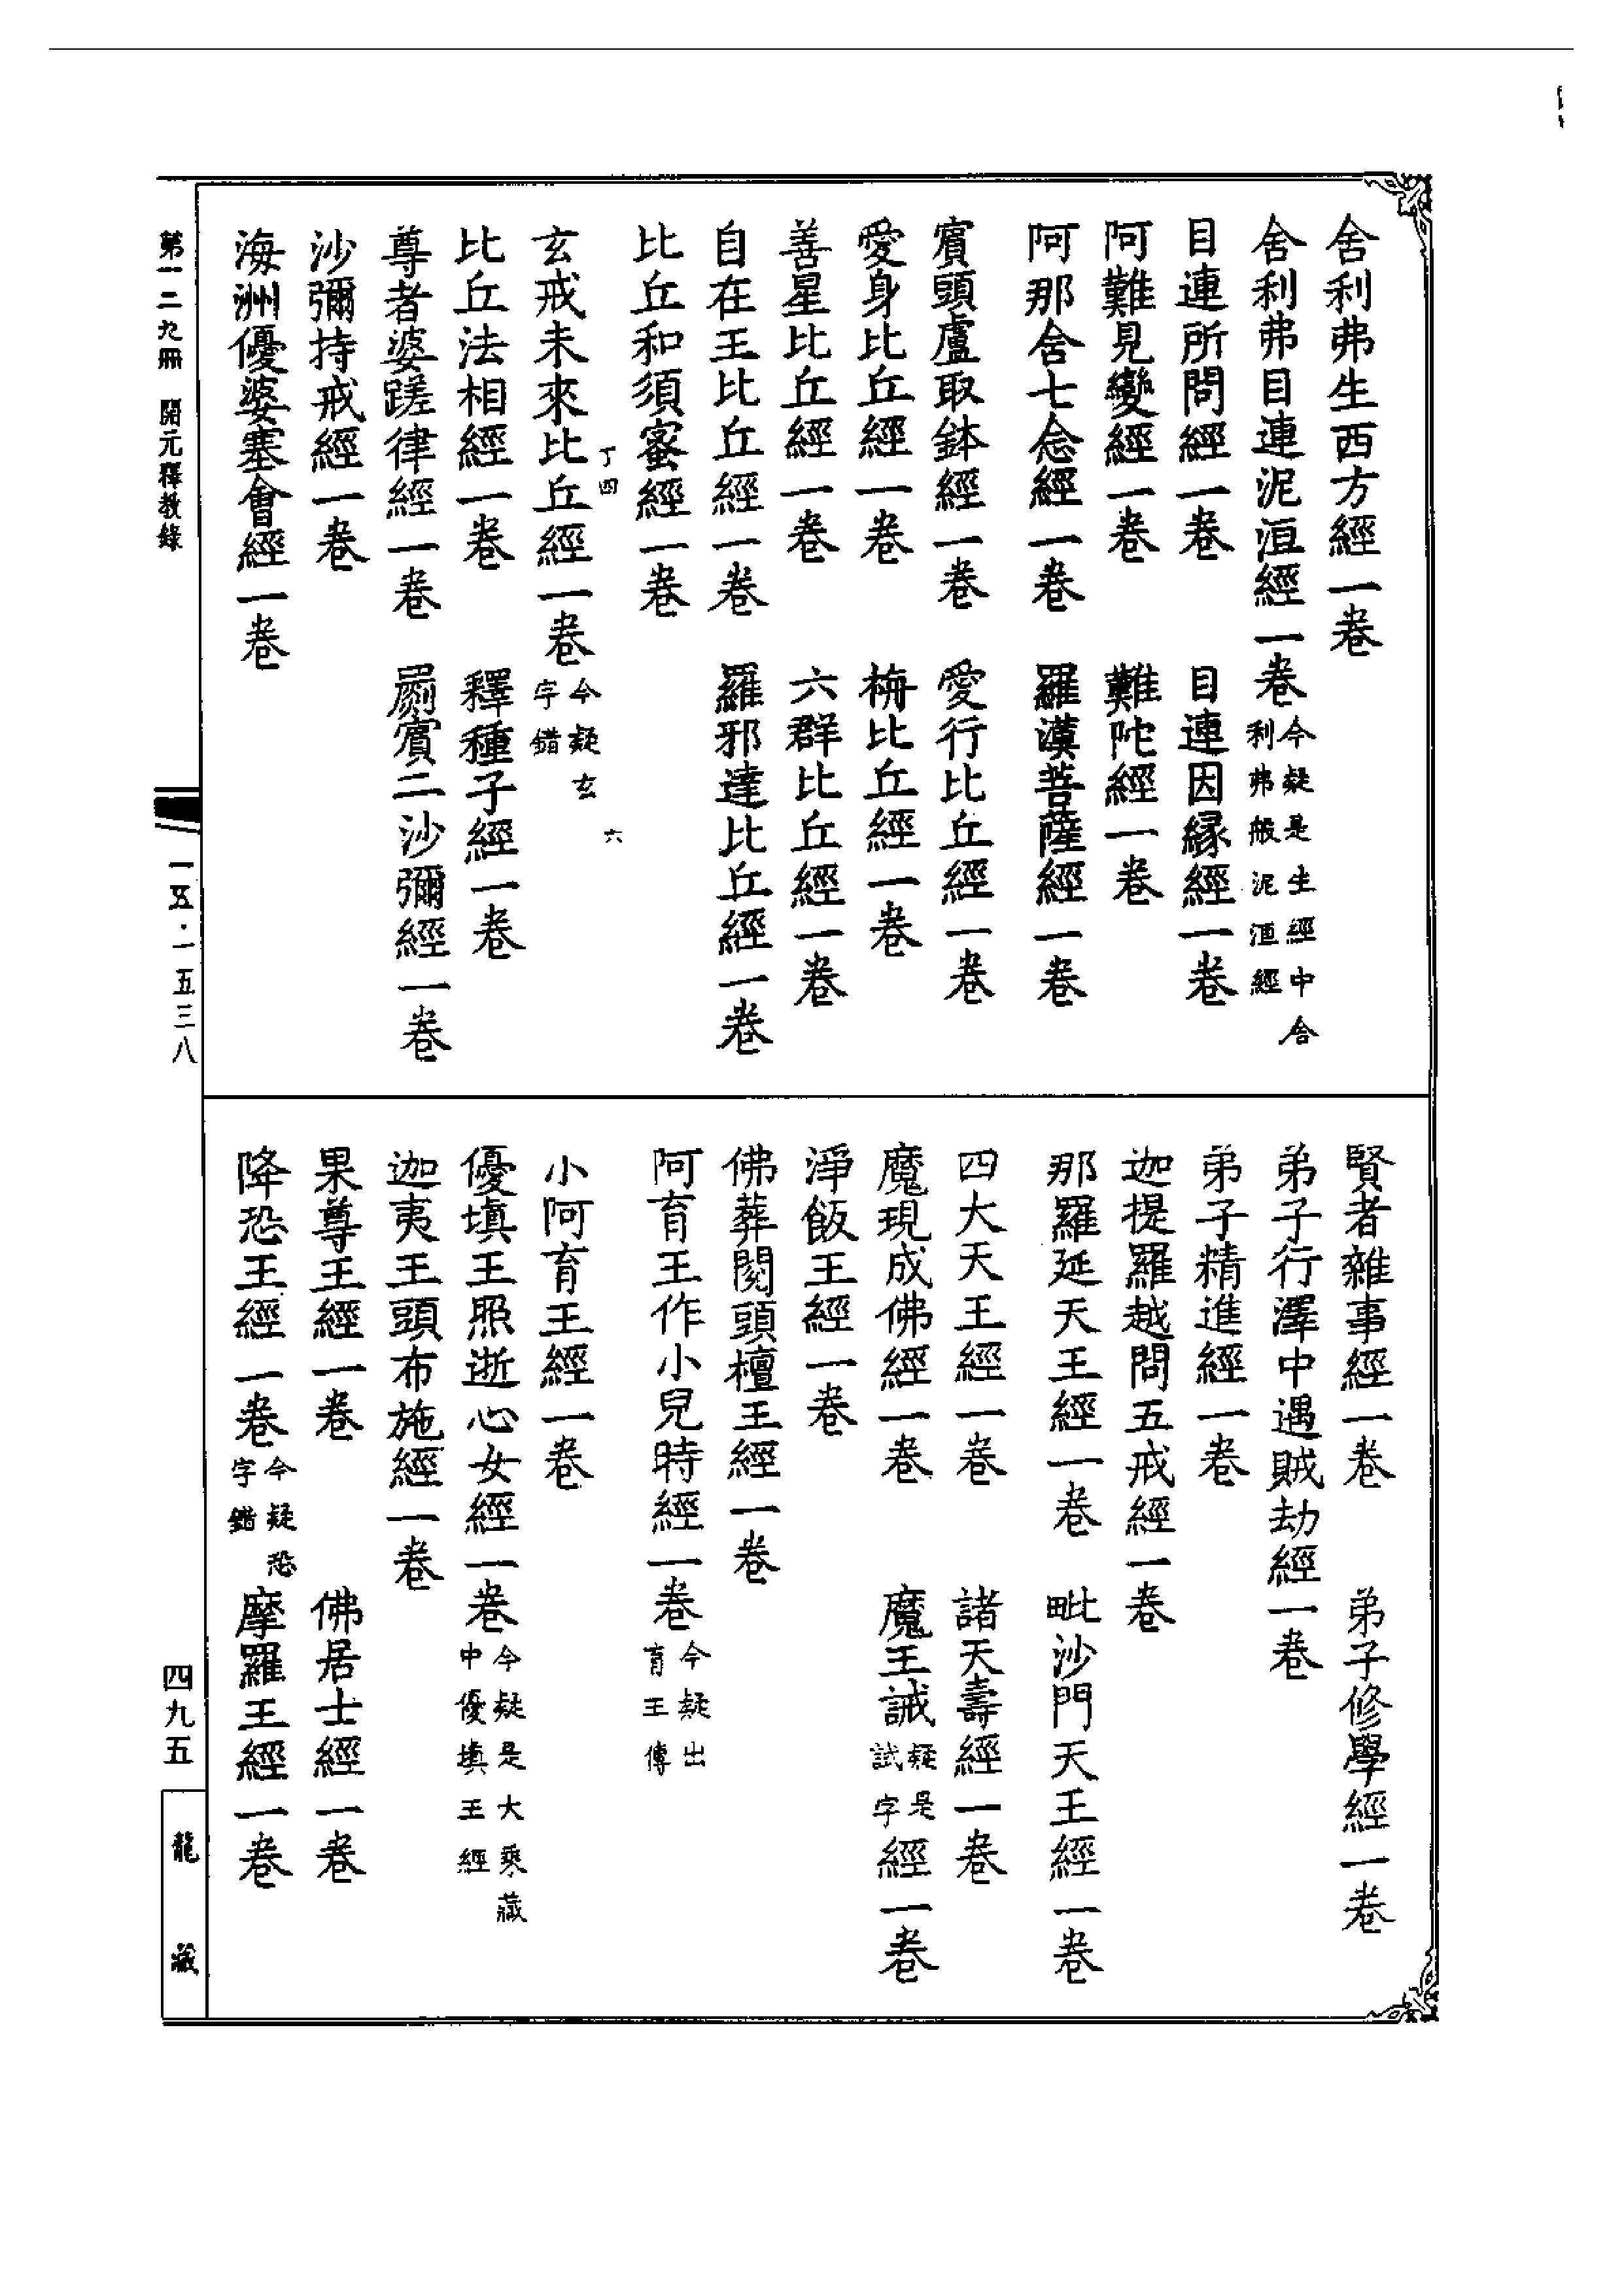 舍利弗生西方經一卷
舍利弗目連泥洹經一卷今疑是生經中舍利弗般泥洹經
目連所問經一卷　目連因緣經一卷
阿難見變經一卷　難陀經一卷
阿那含七念經一卷　羅漢菩薩經一卷
賓頭盧取鉢經一卷　愛行比丘經一卷
愛身比丘經一卷　栴比丘經一卷
善星比丘經一卷　六群比丘經一卷
自在王比丘經一卷　羅邪達比丘經一卷
比丘和須蜜經一卷
丁四　六
玄戒未來比丘經一卷今疑玄字錯
比丘法相經一卷　釋種子經一卷
尊者婆蹉律經一卷　罽賓二沙彌經一卷
沙彌持戒經一卷
海洲優婆塞會經一卷
賢者雜事經一卷　弟子修學經一卷
弟子行澤中遇賊劫經一卷
弟子精進經一卷
迦提羅越問五戒經一卷
那羅延天王經一卷　毗沙門天王經一卷
四大天王經一卷　諸天壽經一卷
魔現成佛經一卷　魔王誡疑是試字經一卷
淨飯王經一卷
佛葬閱頭檀王經一卷
阿育王作小兒時經一卷今疑出育王傳
小阿育王經一卷
優填王照逝心女經一卷今疑是大乘藏中優填王經
迦夷王頭布施經一卷
果尊王經一卷　佛居士經一卷
降恐王經一卷今疑恐字錯　摩羅王經一卷
第一二九冊　開元釋教錄
一五·一五三八
四九五
龍藏